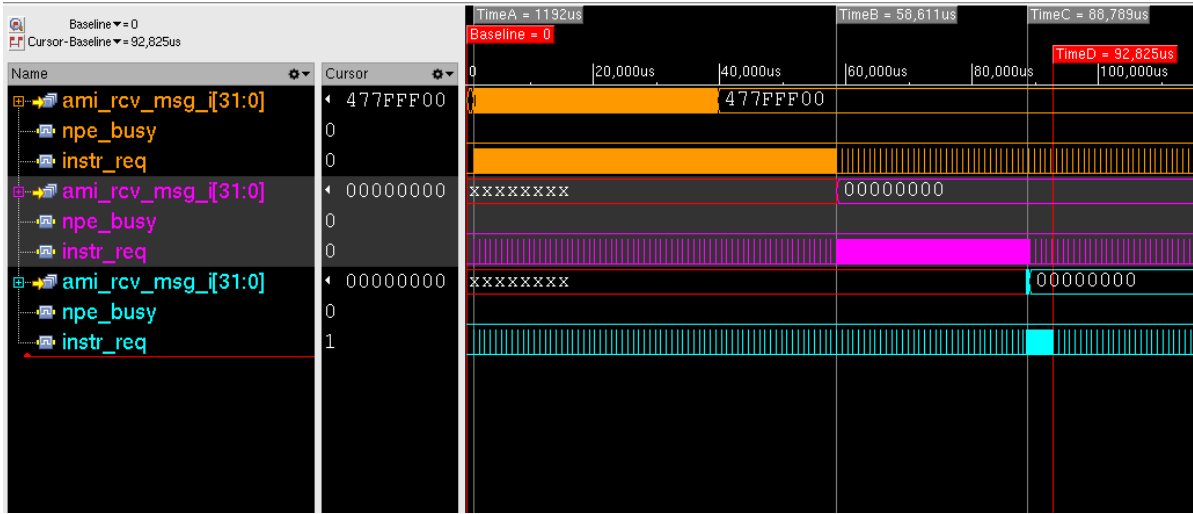 TimeA = 1192us TimeB = 58,611us TimeC = 88,789us
Baseline = 0
Baseline = 0
Cursor-Baseline = 92,825us
TimeD = 92,825us
Name Cursor 0 20,000us 40,000us 60,000us 80,000us 100,000us
ami_rcv_msg_i[31:0] 477FFF00 477FFF00
npe_busy 0
instr_req 0
ami_rcv_msg_i[31:0] 00000000 xxxxxxxx 00000000
npe_busy 0
instr_req 0
ami_rcv_msg_i[31:0] 00000000 xxxxxxxx 00000000
npe_busy 0
instr_req 1